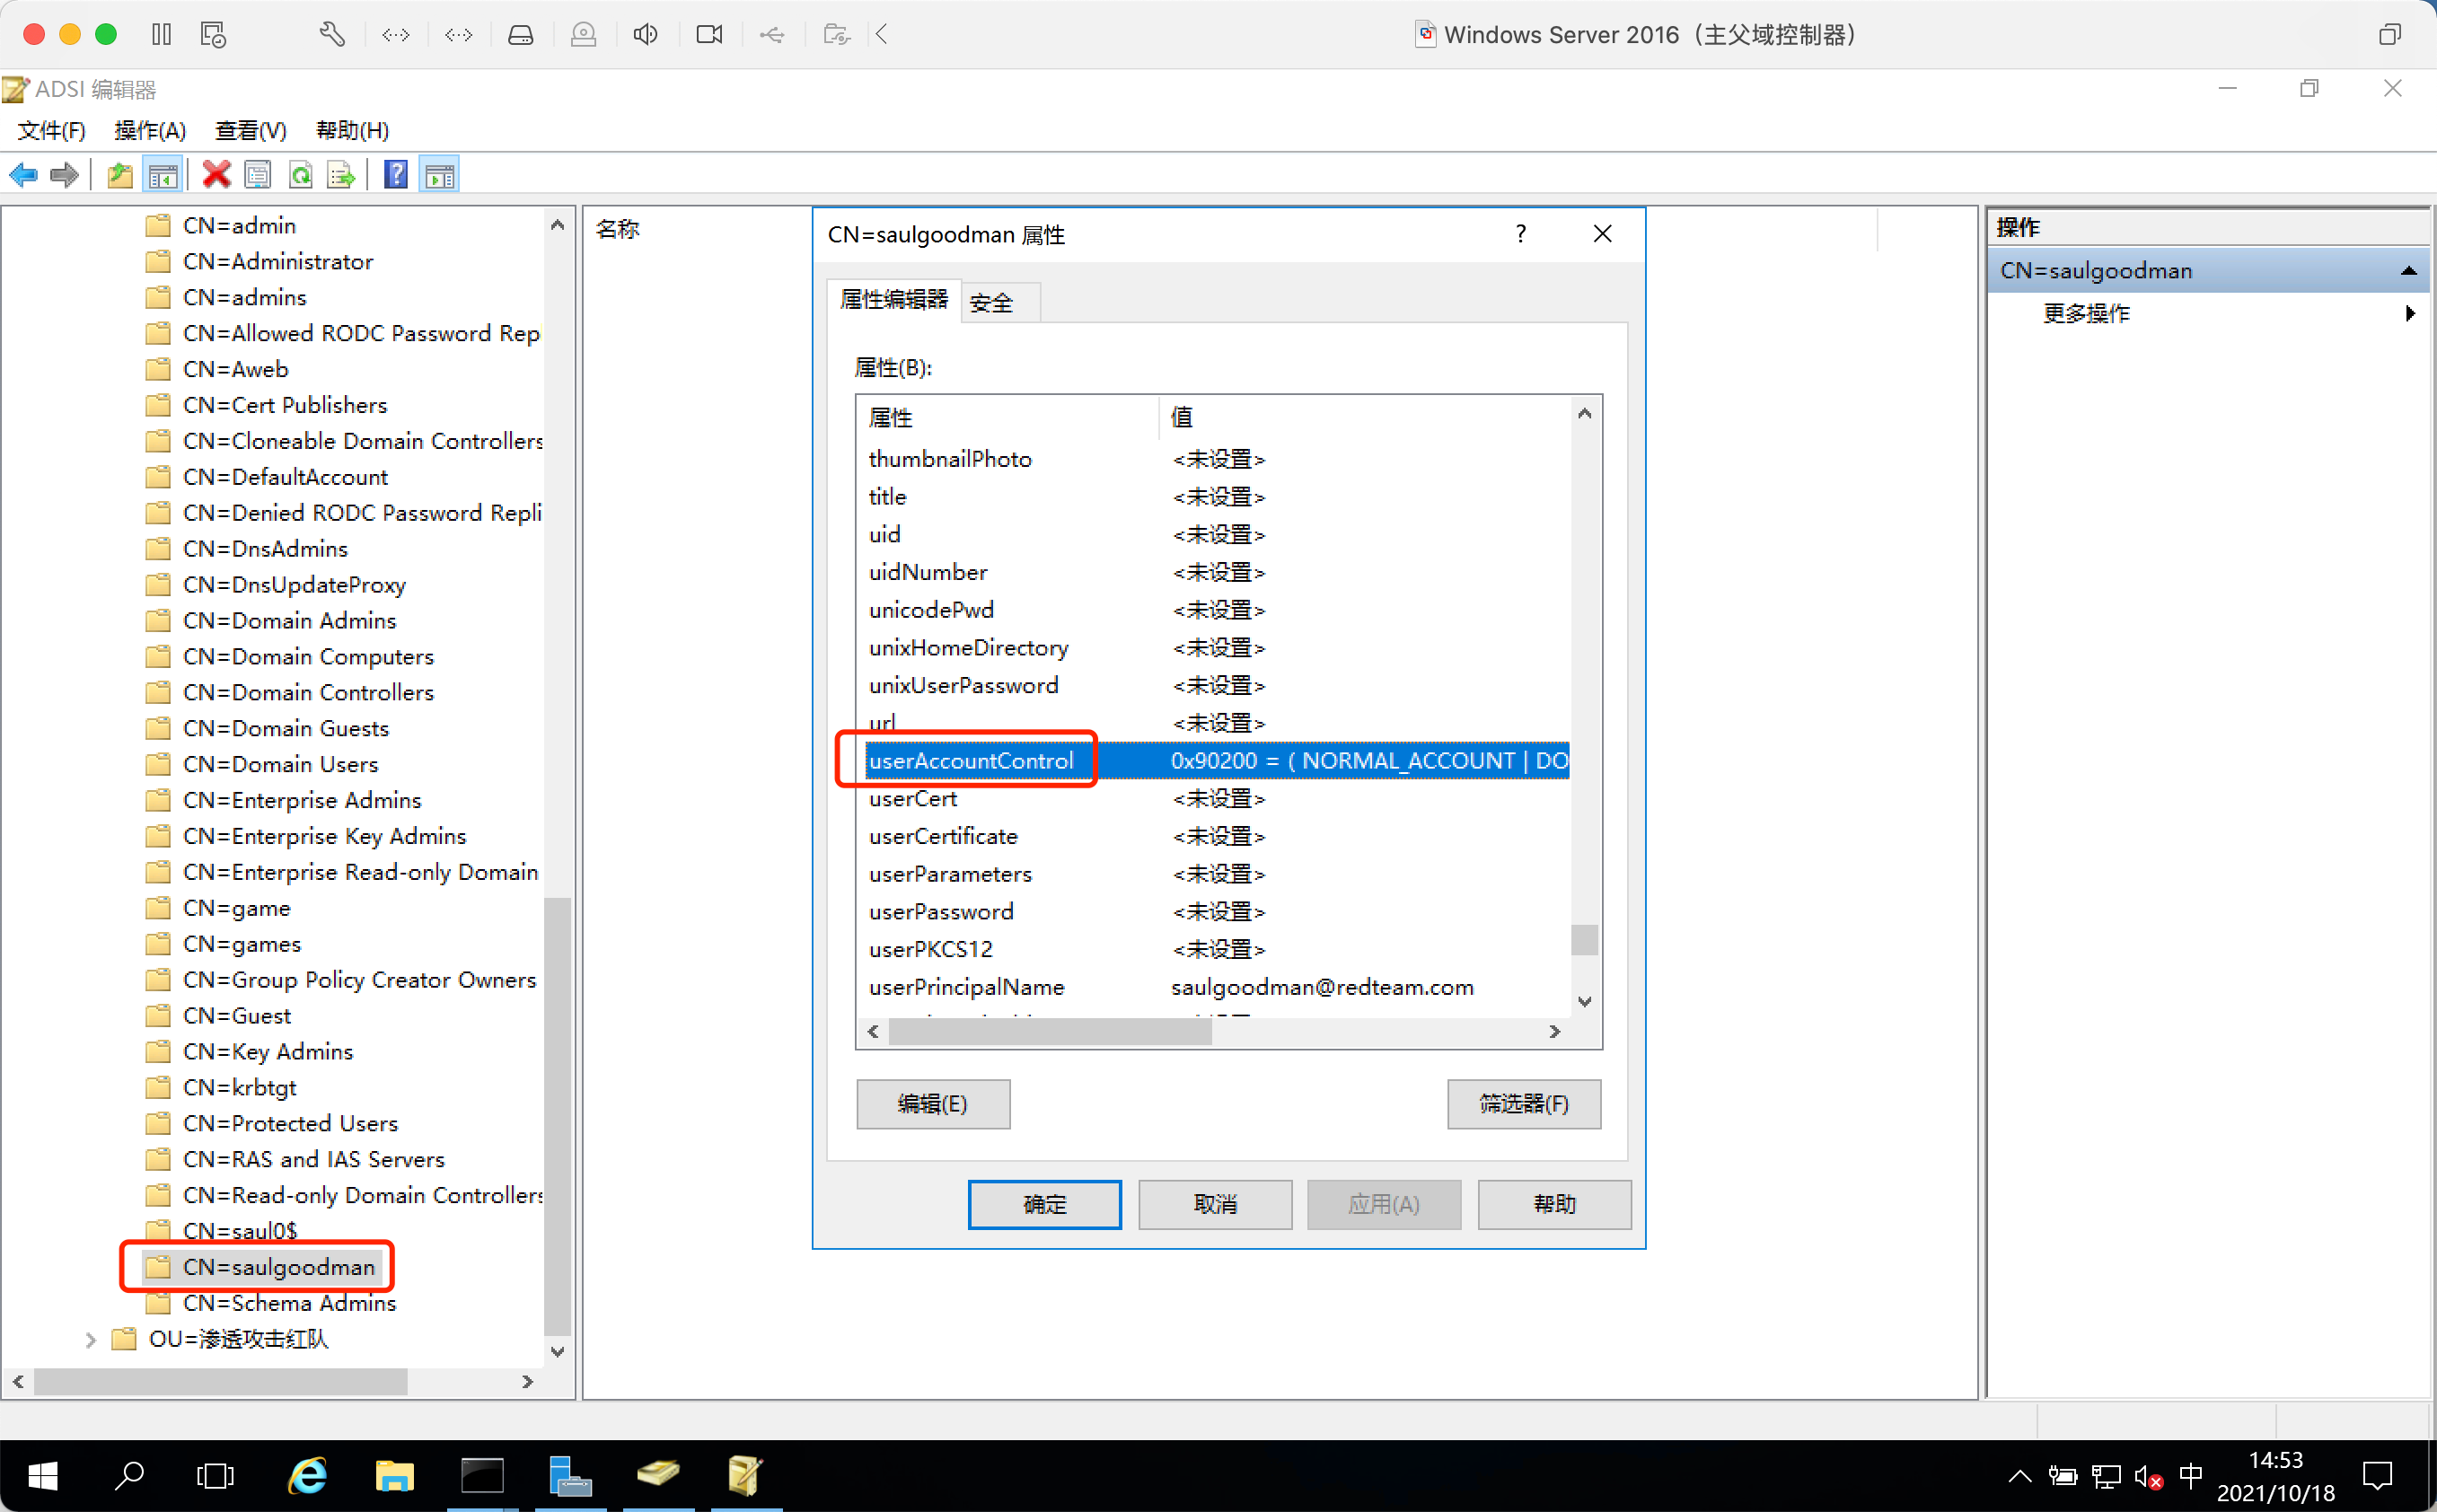 Windows Server 2016（主父域控制器）
ADSI 编辑器
文件(F) 操作(A) 查看(V) 帮助(H)
CN=admin
CN=Administrator
CN=admins
CN=Allowed RODC Password Rep
CN=Aweb
CN=Cert Publishers
CN=Cloneable Domain Controllers
CN=DefaultAccount
CN=Denied RODC Password Repli
CN=DnsAdmins
CN=DnsUpdateProxy
CN=Domain Admins
CN=Domain Computers
CN=Domain Controllers
CN=Domain Guests
CN=Domain Users
CN=Enterprise Admins
CN=Enterprise Key Admins
CN=Enterprise Read-only Domain
CN=game
CN=games
CN=Group Policy Creator Owners
CN=Guest
CN=Key Admins
CN=krbtgt
CN=Protected Users
CN=RAS and IAS Servers
CN=Read-only Domain Controllers
CN=saul0$
CN=saulgoodman
CN=Schema Admins
OU=渗透攻击红队
名称
CN=saulgoodman 属性
属性编辑器 安全
属性(B):
属性 值
thumbnailPhoto <未设置>
title <未设置>
uid <未设置>
uidNumber <未设置>
unicodePwd <未设置>
unixHomeDirectory <未设置>
unixUserPassword <未设置>
url <未设置>
userAccountControl 0x90200 = ( NORMAL_ACCOUNT | DO
userCert <未设置>
userCertificate <未设置>
userParameters <未设置>
userPassword <未设置>
userPKCS12 <未设置>
userPrincipalName saulgoodman@redteam.com
编辑(E) 筛选器(F)
确定 取消 应用(A) 帮助
操作
CN=saulgoodman
更多操作
中
14:53
2021/10/18